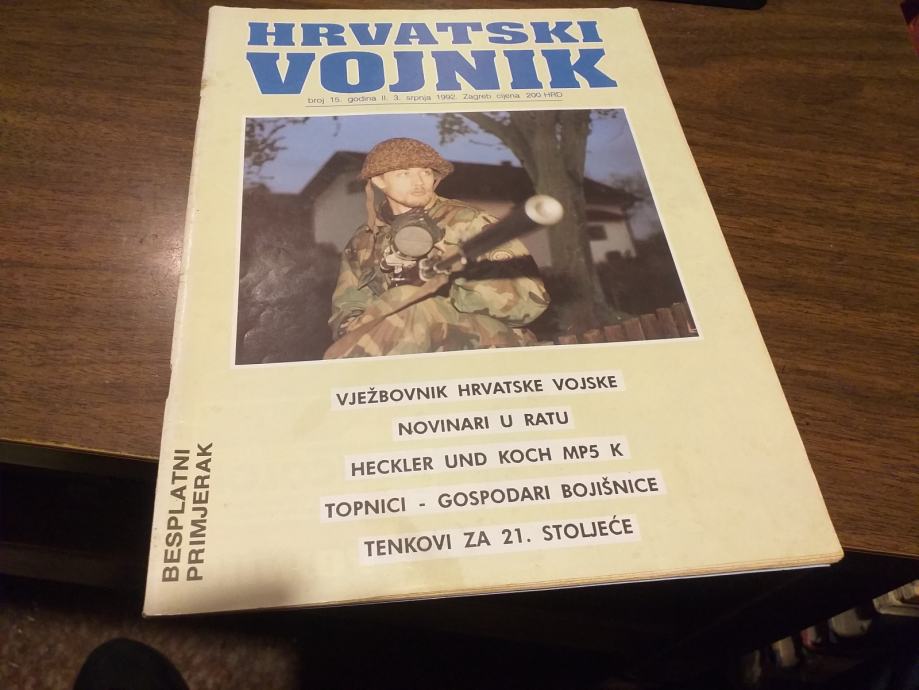 HRVATSKI
VOJNIK
broj 15. godina II. 3. srpnja 1992. Zagreb cijena 200 HRD
VJEŽBOVNIK HRVATSKE VOJSKE
NOVINARI U RATU
HECKLER UND KOCH MP5 K
TOPNICI - GOSPODARI BOJIŠNICE
TENKOVI ZA 21. STOLJEĆE
BESPLATNI
PRIMJERAK